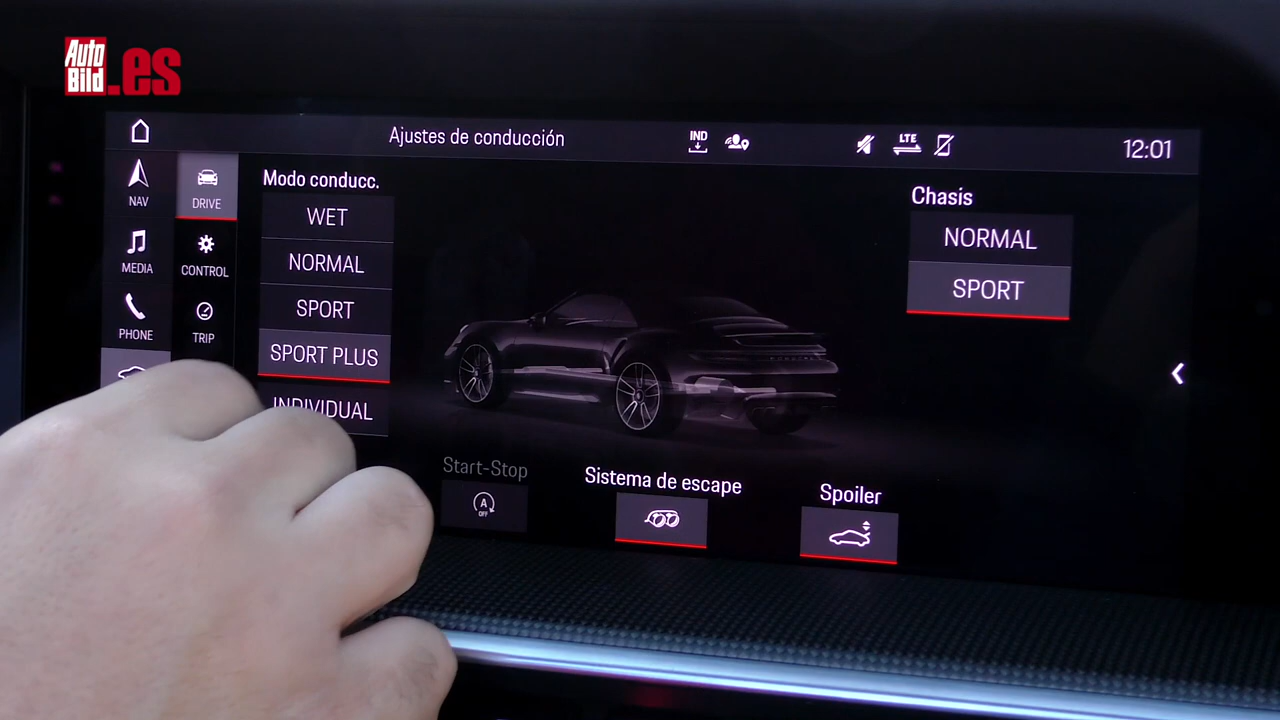 Auto
Bild.es
Ajustes de conducción
IND
LTE
12:01
NAV
DRIVE
MEDIA
CONTROL
PHONE
TRIP
Modo conducc.
WET
NORMAL
SPORT
SPORT PLUS
INDIVIDUAL
Chasis
NORMAL
SPORT
Start-Stop
A
OFF
Sistema de escape
Spoiler